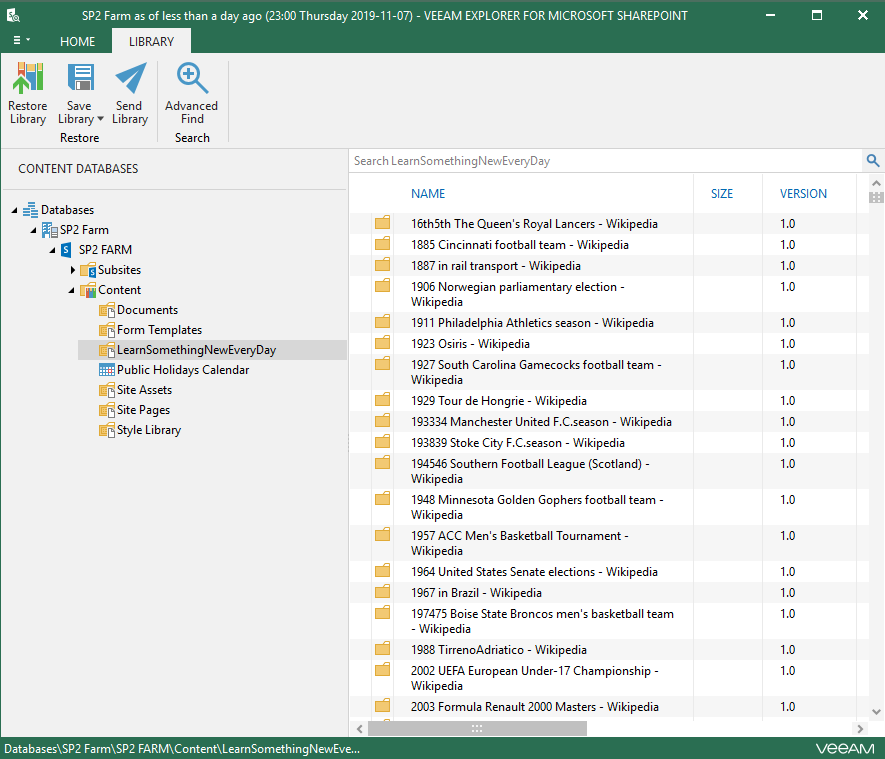 SP2 Farm as of less than a day ago (23:00 Thursday 2019-11-07) - VEEAM EXPLORER FOR MICROSOFT SHAREPOINT
HOME LIBRARY
Restore Library
Save Library
Send Library
Advanced Find
Restore
Search
CONTENT DATABASES
Databases
SP2 Farm
SP2 FARM
Subsites
Content
Documents
Form Templates
LearnSomethingNewEveryDay
Public Holidays Calendar
Site Assets
Site Pages
Style Library
Search LearnSomethingNewEveryDay
NAME SIZE VERSION
16th5th The Queen's Royal Lancers - Wikipedia 1.0
1885 Cincinnati football team - Wikipedia 1.0
1887 in rail transport - Wikipedia 1.0
1906 Norwegian parliamentary election - 1.0
Wikipedia
1911 Philadelphia Athletics season - Wikipedia 1.0
1923 Osiris - Wikipedia 1.0
1927 South Carolina Gamecocks football team - 1.0
Wikipedia
1929 Tour de Hongrie - Wikipedia 1.0
193334 Manchester United F.C.season - Wikipedia 1.0
193839 Stoke City F.C.season - Wikipedia 1.0
194546 Southern Football League (Scotland) - 1.0
Wikipedia
1948 Minnesota Golden Gophers football team - 1.0
Wikipedia
1957 ACC Men's Basketball Tournament - 1.0
Wikipedia
1964 United States Senate elections - Wikipedia 1.0
1967 in Brazil - Wikipedia 1.0
197475 Boise State Broncos men's basketball team 1.0
- Wikipedia
1988 TirrenoAdriatico - Wikipedia 1.0
2002 UEFA European Under-17 Championship - 1.0
Wikipedia
2003 Formula Renault 2000 Masters - Wikipedia 1.0
Databases\SP2 Farm\SP2 FARM\Content\LearnSomethingNewEve...
VEEAM